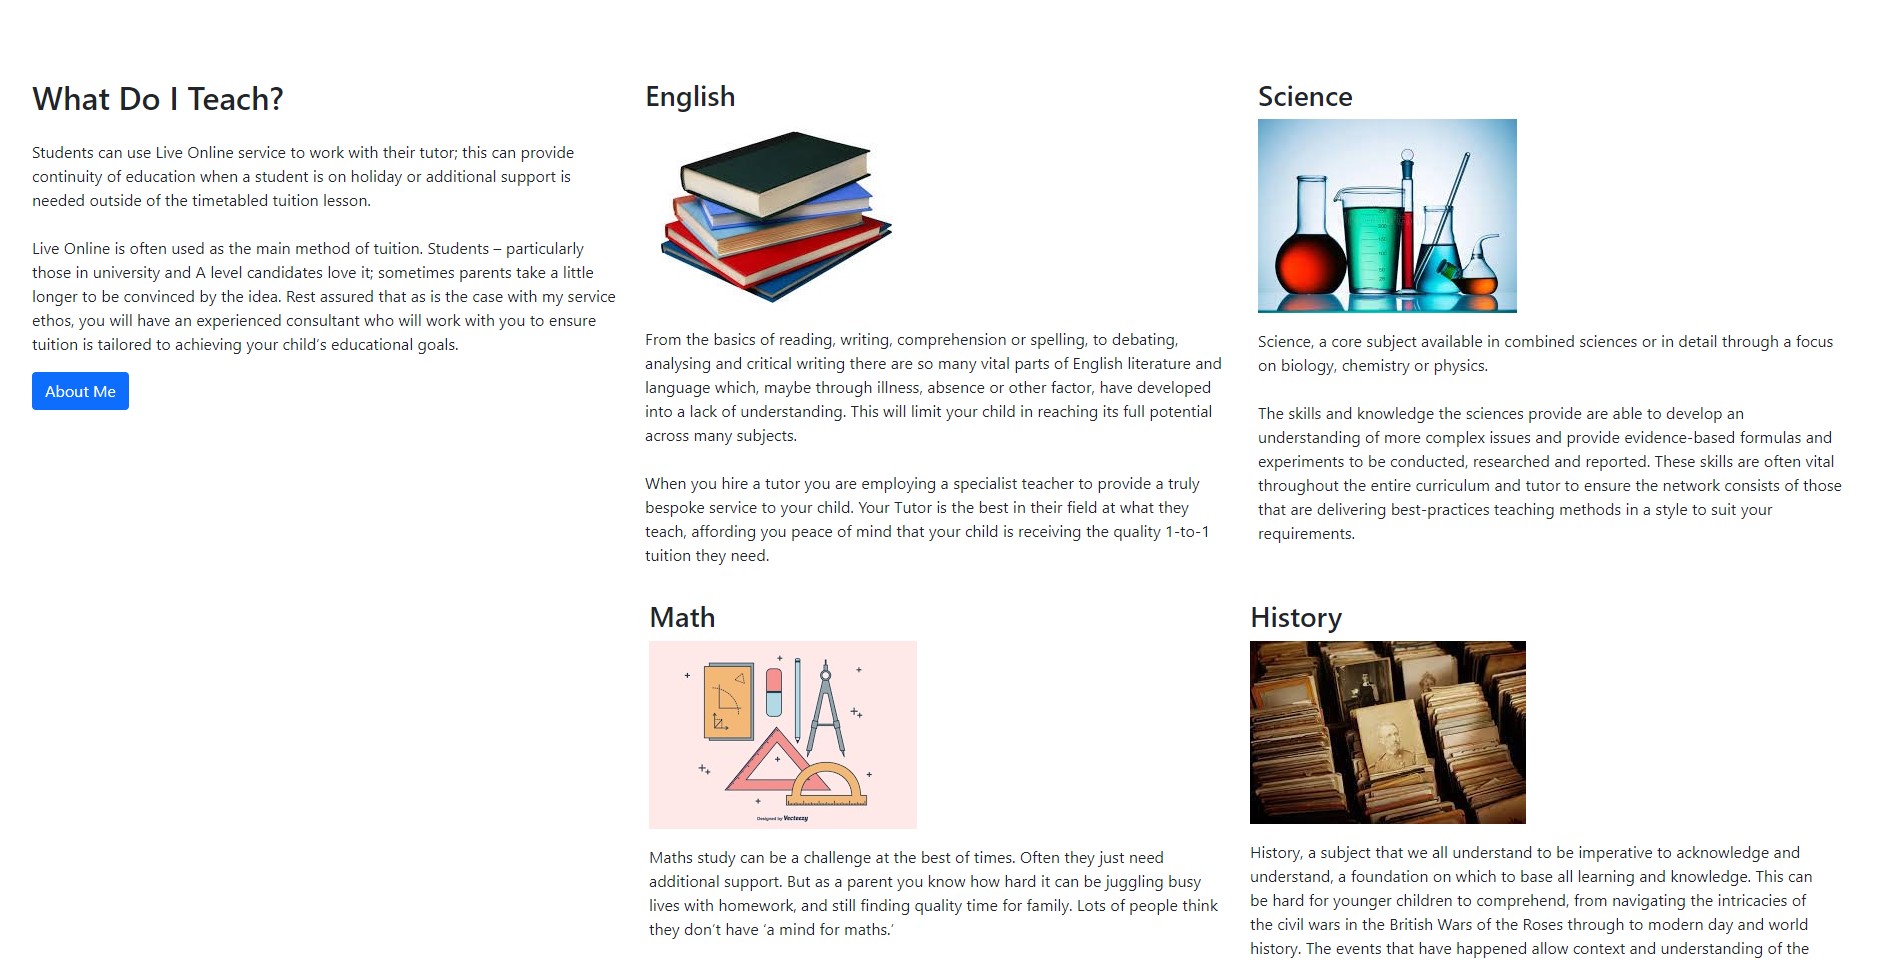 What Do I Teach?
Students can use Live Online service to work with their tutor; this can provide
continuity of education when a student is on holiday or additional support is
needed outside of the timetabled tuition lesson.
Live Online is often used as the main method of tuition. Students – particularly
those in university and A level candidates love it; sometimes parents take a little
longer to be convinced by the idea. Rest assured that as is the case with my service
ethos, you will have an experienced consultant who will work with you to ensure
tuition is tailored to achieving your child's educational goals.
About Me
English
From the basics of reading, writing, comprehension or spelling, to debating,
analysing and critical writing there are so many vital parts of English literature and
language which, maybe through illness, absence or other factor, have developed
into a lack of understanding. This will limit your child in reaching its full potential
across many subjects.
When you hire a tutor you are employing a specialist teacher to provide a truly
bespoke service to your child. Your Tutor is the best in their field at what they
teach, affording you peace of mind that your child is receiving the quality 1-to-1
tuition they need.
Science
Science, a core subject available in combined sciences or in detail through a focus
on biology, chemistry or physics.
The skills and knowledge the sciences provide are able to develop an
understanding of more complex issues and provide evidence-based formulas and
experiments to be conducted, researched and reported. These skills are often vital
throughout the entire curriculum and tutor to ensure the network consists of those
that are delivering best-practices teaching methods in a style to suit your
requirements.
Math
Designed by Vecteezy
Maths study can be a challenge at the best of times. Often they just need
additional support. But as a parent you know how hard it can be juggling busy
lives with homework, and still finding quality time for family. Lots of people think
they don't have 'a mind for maths.'
History
History, a subject that we all understand to be imperative to acknowledge and
understand, a foundation on which to base all learning and knowledge. This can
be hard for younger children to comprehend, from navigating the intricacies of
the civil wars in the British Wars of the Roses through to modern day and world
history. The events that have happened allow context and understanding of the